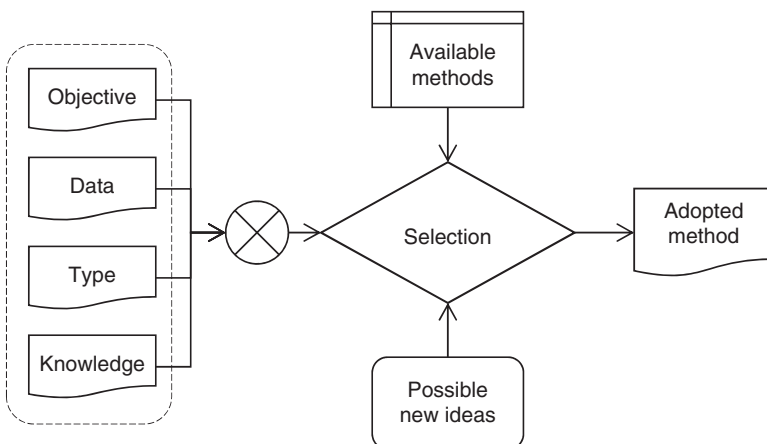 Objective
Data
Type
Knowledge
Available
methods
Selection
Possible
new ideas
Adopted
method